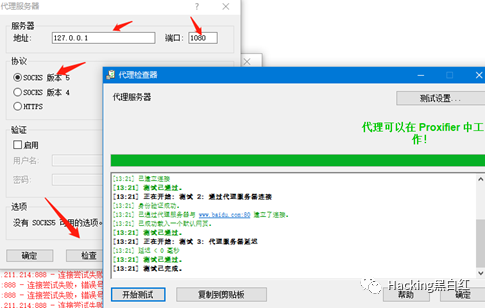 代理服务器
服务器
地址: 127.0.0.1 端口: 1080
协议
SOCKS 版本 5
SOCKS 版本 4
HTTPS
验证
启用
用户名:
密码:
选项
没有 SOCKS5 可用的选项。
确定 检查
211.214:888 - 连接尝试失败
:888 - 连接尝试失败, 错误号
:888 - 连接尝试失败, 错误号
.211.214:888 - 连接尝试失败
代理检查器
代理服务器
测试设置...
代理可以在 Proxifier 中工
作!
[13:21] 已建立连接
[13:21] 测试已通过。
[13:21] 正在开始: 测试 2: 通过代理服务器连接
[13:21] 身份验证成功。
[13:21] 已通过代理服务器与 www.baidu.com:80 建立了连接。
[13:21] 已成功载入一个默认网页。
[13:21] 测试已通过。
[13:21] 正在开始: 测试 3: 代理服务器延迟
[13:21] 延迟 < 0 毫秒
[13:21] 测试已通过。
[13:21] 测试已完成。
开始测试 复制到剪贴板 帮助 确定
Hacking黑白红